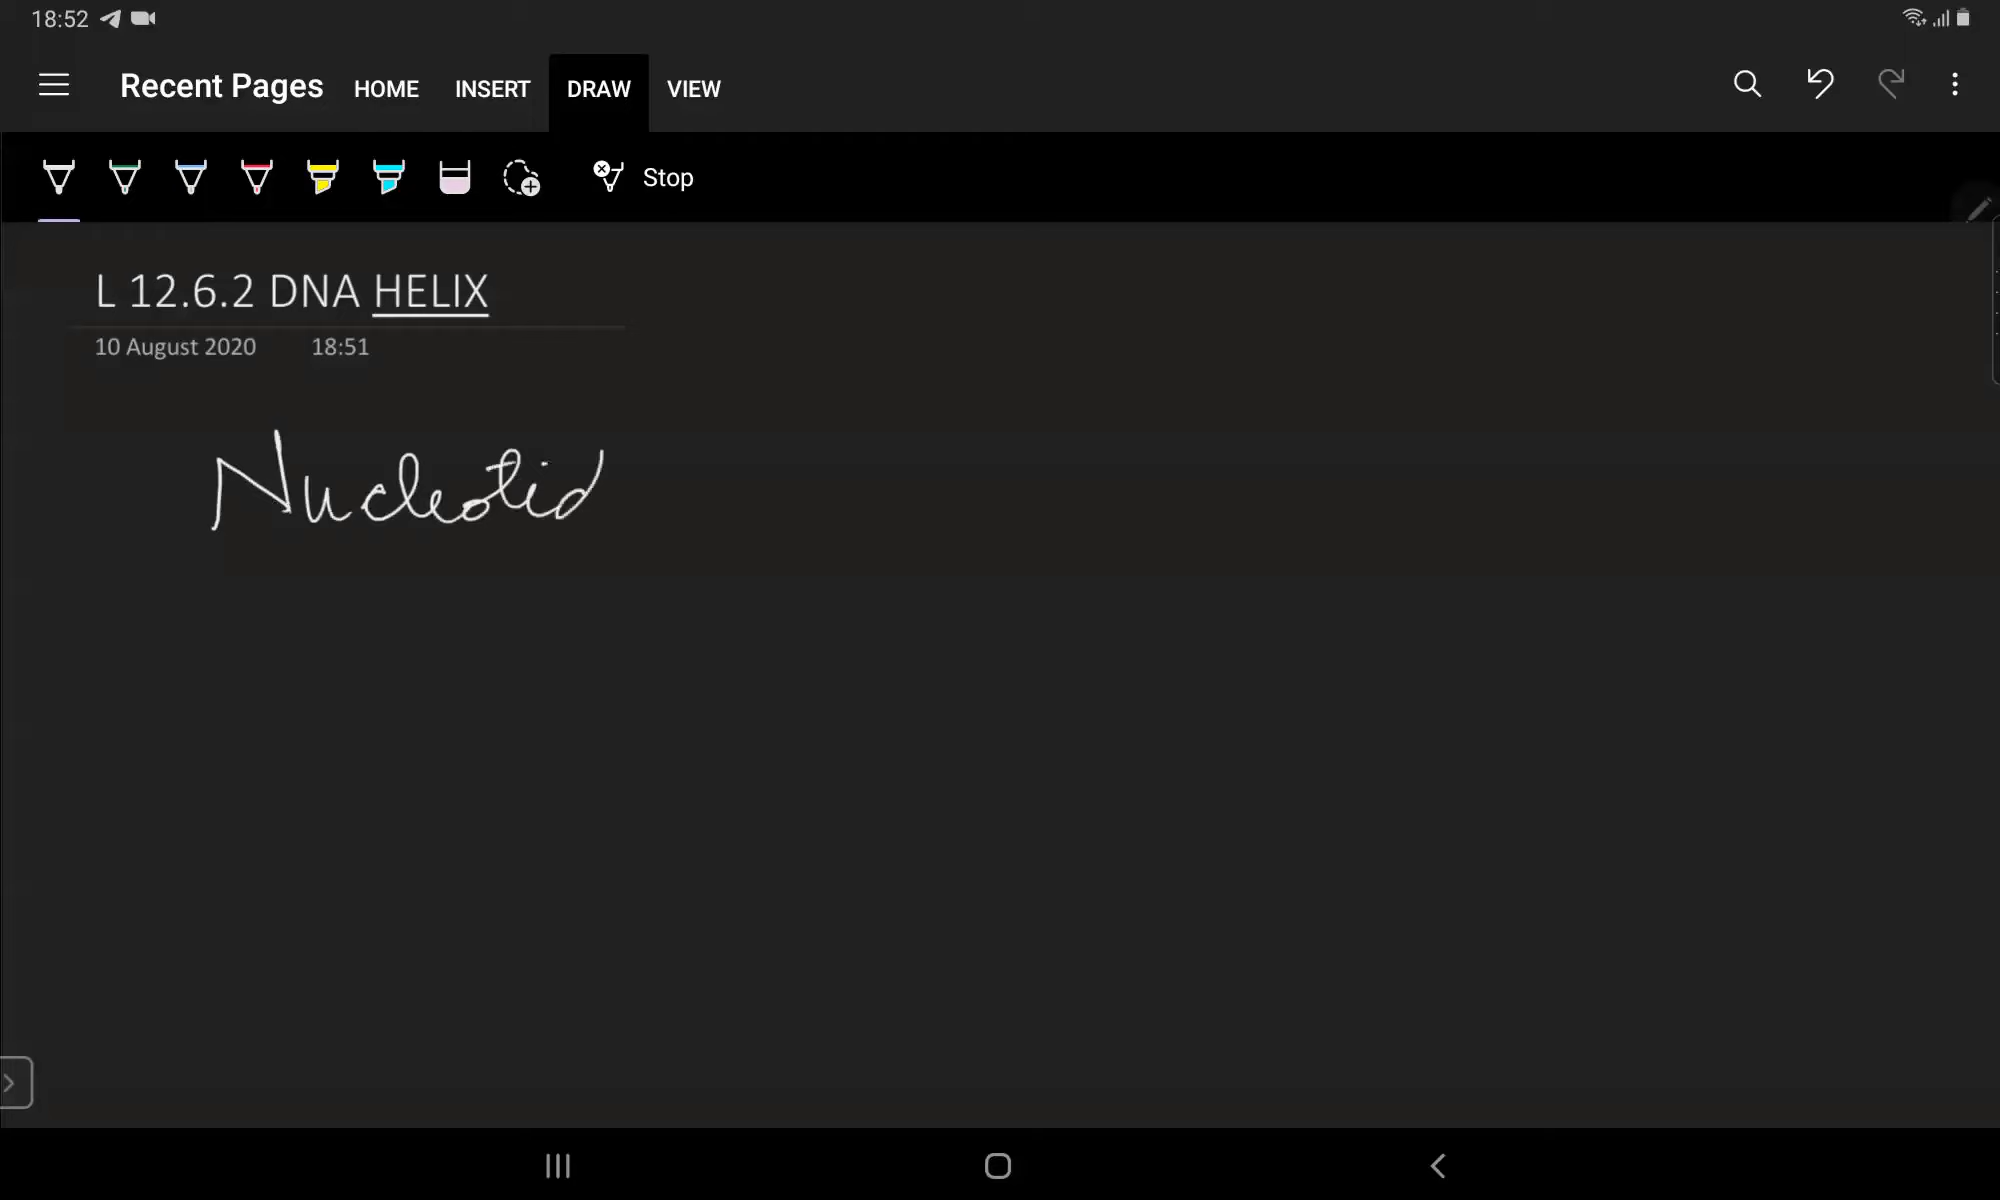 18:52
Recent Pages HOME INSERT DRAW VIEW
Stop
L 12.6.2 DNA HELIX
10 August 2020 18:51
Nucleotid